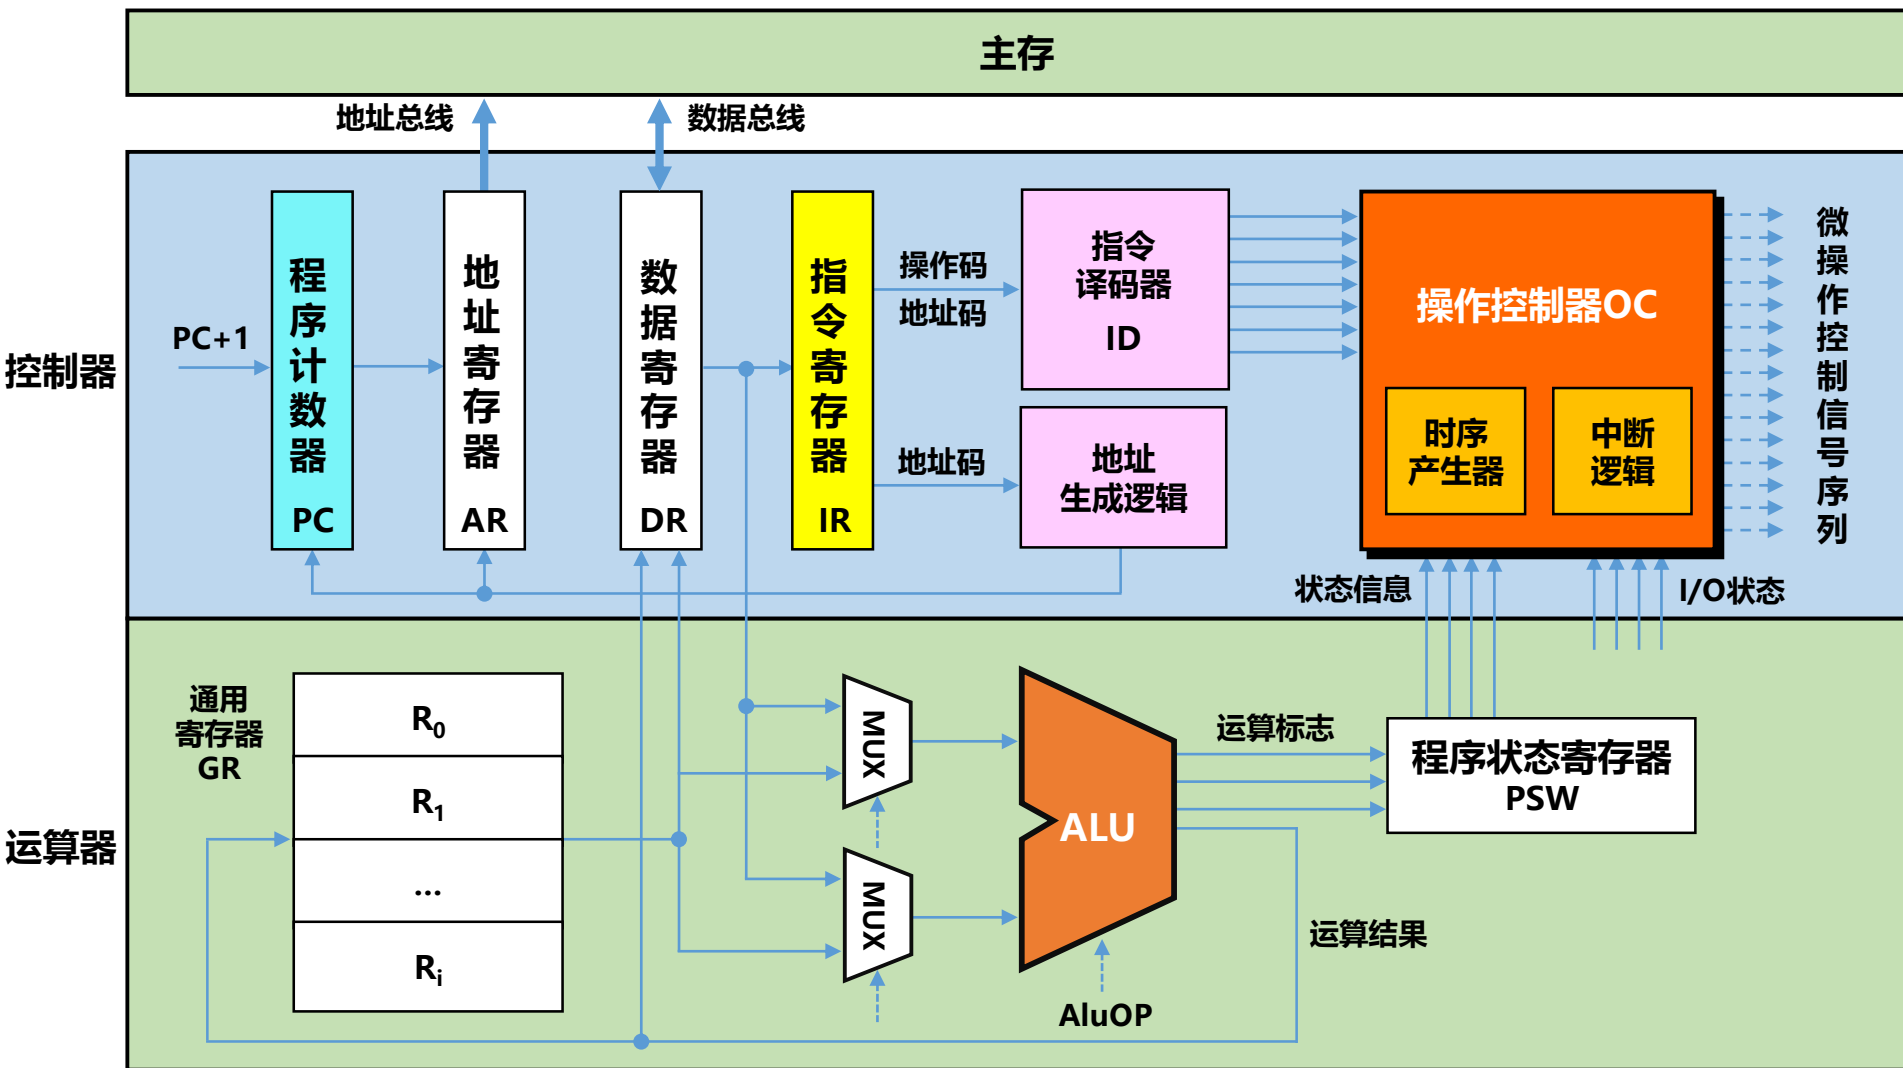 主存
地址总线
数据总线
控制器
PC+1
程序计数器
PC
地址寄存器
AR
数据寄存器
DR
指令寄存器
IR
操作码
地址码
地址码
指令
译码器
ID
地址
生成逻辑
操作控制器OC
时序
产生器
中断
逻辑
微操作控制信号序列
状态信息
I/O状态
运算器
通用
寄存器
GR
R0
R1
...
Ri
MUX
MUX
ALU
AluOP
运算标志
程序状态寄存器
PSW
运算结果